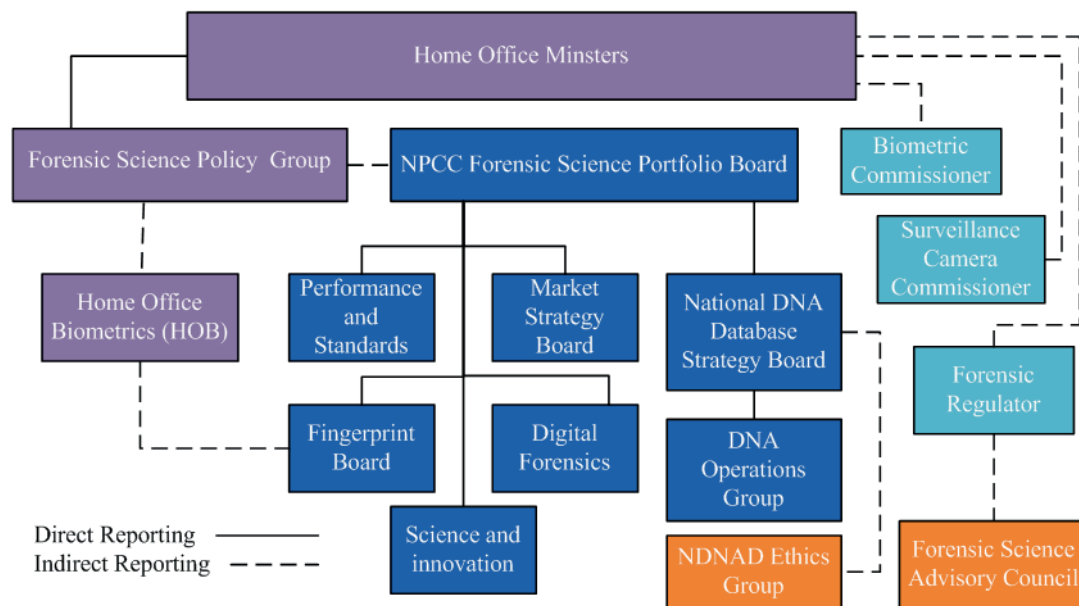 Home Office Minsters
Forensic Science Policy Group
NPCC Forensic Science Portfolio Board
Biometric
Commissioner
Surveillance
Camera
Commissioner
Home Office
Biometrics (HOB)
Performance
and
Standards
Market
Strategy
Board
National DNA
Database
Strategy Board
Forensic
Regulator
Fingerprint
Board
Digital
Forensics
DNA
Operations
Group
Direct Reporting
Indirect Reporting
Science and
innovation
NDNAD Ethics
Group
Forensic Science
Advisory Council